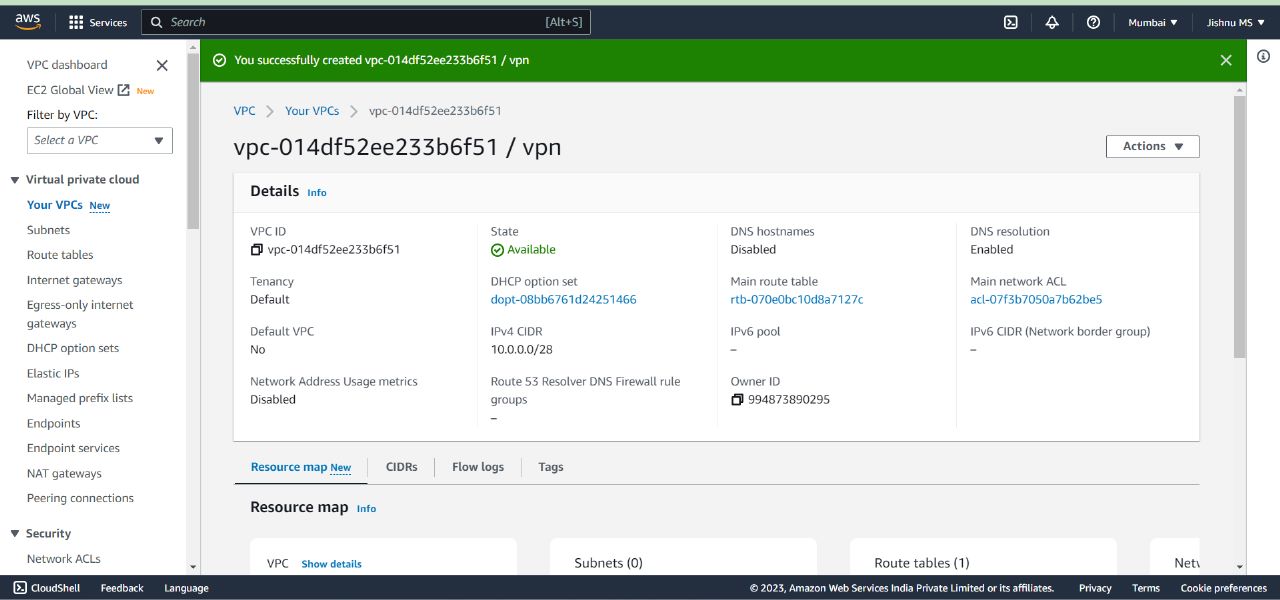 aws
Services
Search [Alt+S]
Mumbai
Jishnu MS
VPC dashboard
EC2 Global View New
Filter by VPC:
Select a VPC
Virtual private cloud
Your VPCs New
Subnets
Route tables
Internet gateways
Egress-only internet
gateways
DHCP option sets
Elastic IPs
Managed prefix lists
Endpoints
Endpoint services
NAT gateways
Peering connections
Security
Network ACLs
You successfully created vpc-014df52ee233b6f51 / vpn
VPC
Your VPCs
vpc-014df52ee233b6f51
vpc-014df52ee233b6f51 / vpn
Actions
Details Info
VPC ID
vpc-014df52ee233b6f51
State
Available
DNS hostnames
Disabled
DNS resolution
Enabled
Tenancy
Default
DHCP option set
dopt-08bb6761d24251466
Main route table
rtb-070e0bc10d8a7127c
Main network ACL
acl-07f3b7050a7b62be5
Default VPC
No
IPv4 CIDR
10.0.0.0/28
IPv6 pool
–
IPv6 CIDR (Network border group)
–
Network Address Usage metrics
Disabled
Route 53 Resolver DNS Firewall rule
groups
–
Owner ID
994873890295
Resource map New
CIDRs
Flow logs
Tags
Resource map Info
VPC Show details
Subnets (0)
Route tables (1)
CloudShell
Feedback
Language
© 2023, Amazon Web Services India Private Limited or its affiliates.
Privacy
Terms
Cookie preferences